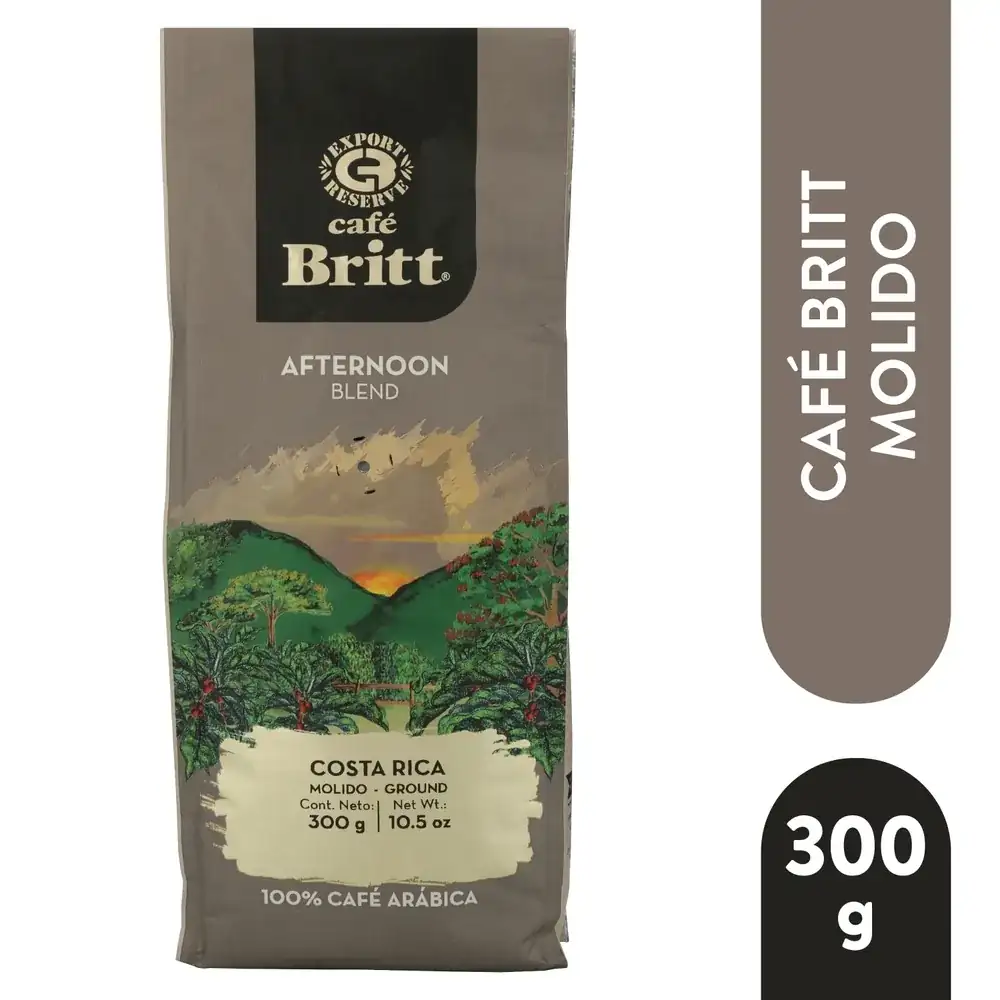 EXPORT
GB
RESERVE
café
Britt®
AFTERNOON
BLEND
COSTA RICA
MOLIDO - GROUND
Cont. Neto: | Net Wt.:
300 g | 10.5 oz
100% CAFÉ ARÁBICA
CAFÉ BRITT
MOLIDO
300
g